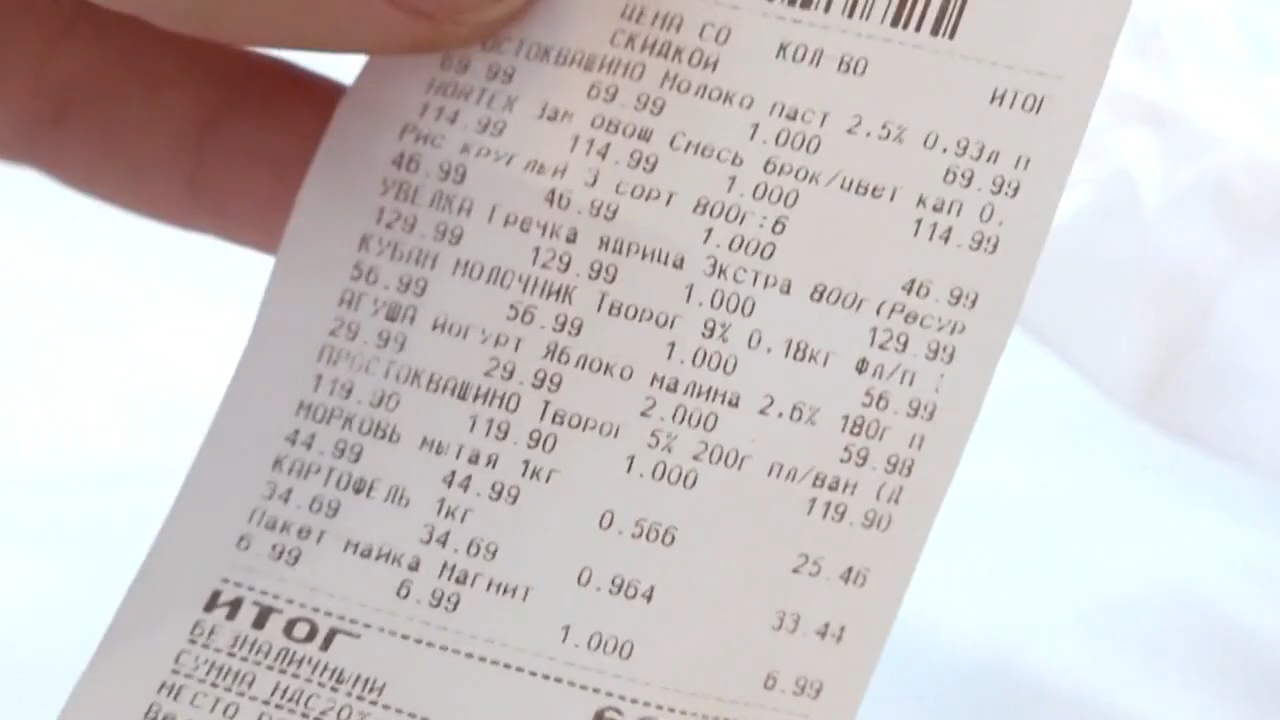 ЦЕНА СО СКИДКОЙ КОЛ-ВО ИТОГ
ПРОСТОКВАШИНО Молоко паст 2.5% 0.93л п
69.99 69.99 1.000 69.99
HORTEX Зам овощ Смесь брок/цвет кап 0.
114.99 114.99 1.000 114.99
Рис круглый 3 сорт 800г:6
46.99 46.99 1.000 46.99
УВЕЛКА Гречка ядрица Экстра 800г(Ресур
129.99 129.99 1.000 129.99
КУБАН МОЛОЧНИК Творог 9% 0.18кг Фл/п
56.99 56.99 1.000 56.99
АГУША Йогурт Яблоко малина 2.6% 180г п
29.99 29.99 2.000 59.98
ПРОСТОКВАШИНО Творог 5% 200г пл/ван (Д
119.90 119.90 1.000 119.90
МОРКОВЬ мытая 1кг
44.99 44.99 0.566 25.46
КАРТОФЕЛЬ 1кг
34.69 34.69 0.964 33.44
Пакет майка Магнит
6.99 6.99 1.000 6.99
ИТОГ
БЕЗНАЛИЧНЫМИ
СУММА НДС20%
МЕСТО